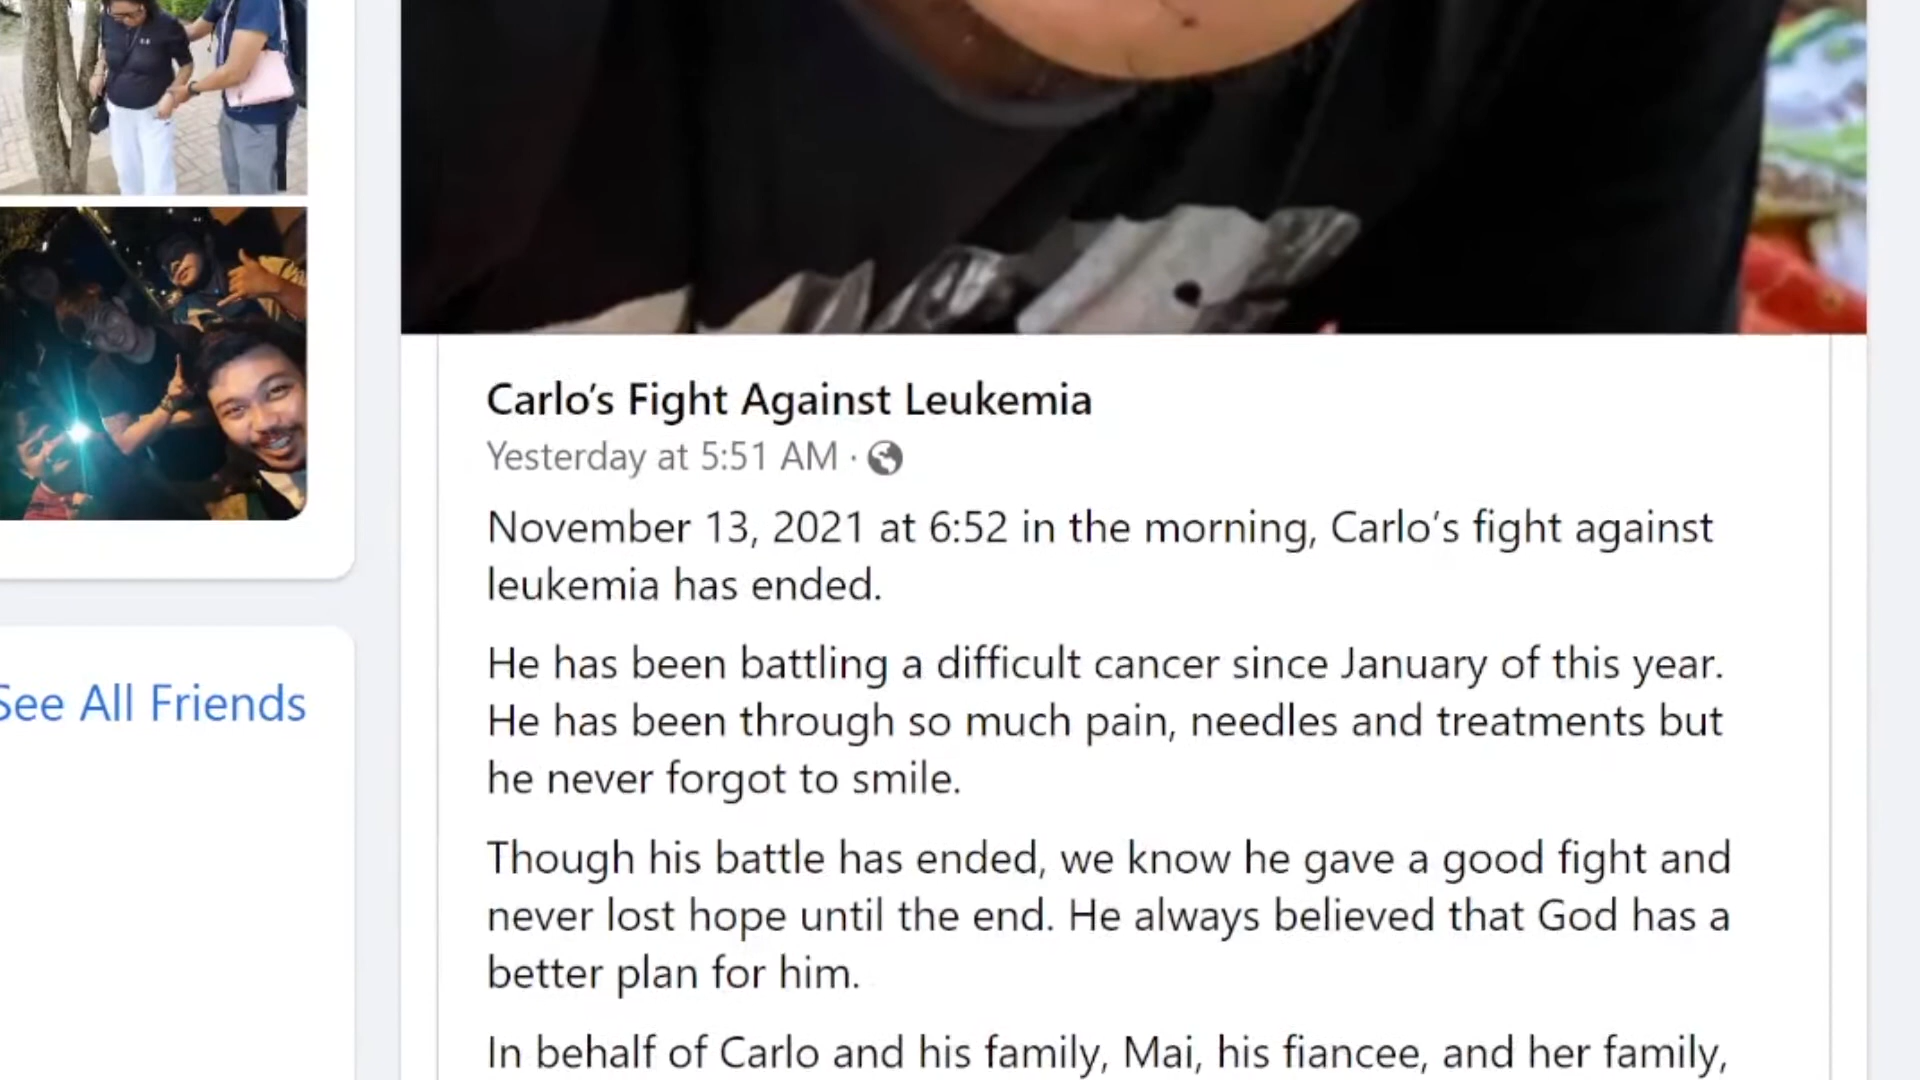 Carlo’s Fight Against Leukemia
Yesterday at 5:51 AM ·
November 13, 2021 at 6:52 in the morning, Carlo’s fight against
leukemia has ended.
He has been battling a difficult cancer since January of this year.
He has been through so much pain, needles and treatments but
he never forgot to smile.
See All Friends
Though his battle has ended, we know he gave a good fight and
never lost hope until the end. He always believed that God has a
better plan for him.
In behalf of Carlo and his family, Mai, his fiancee, and her family,